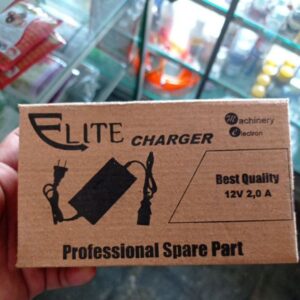 ELITE CHARGER
Machinery
electron
Best Quality
12V 2,0 A
Professional Spare Part